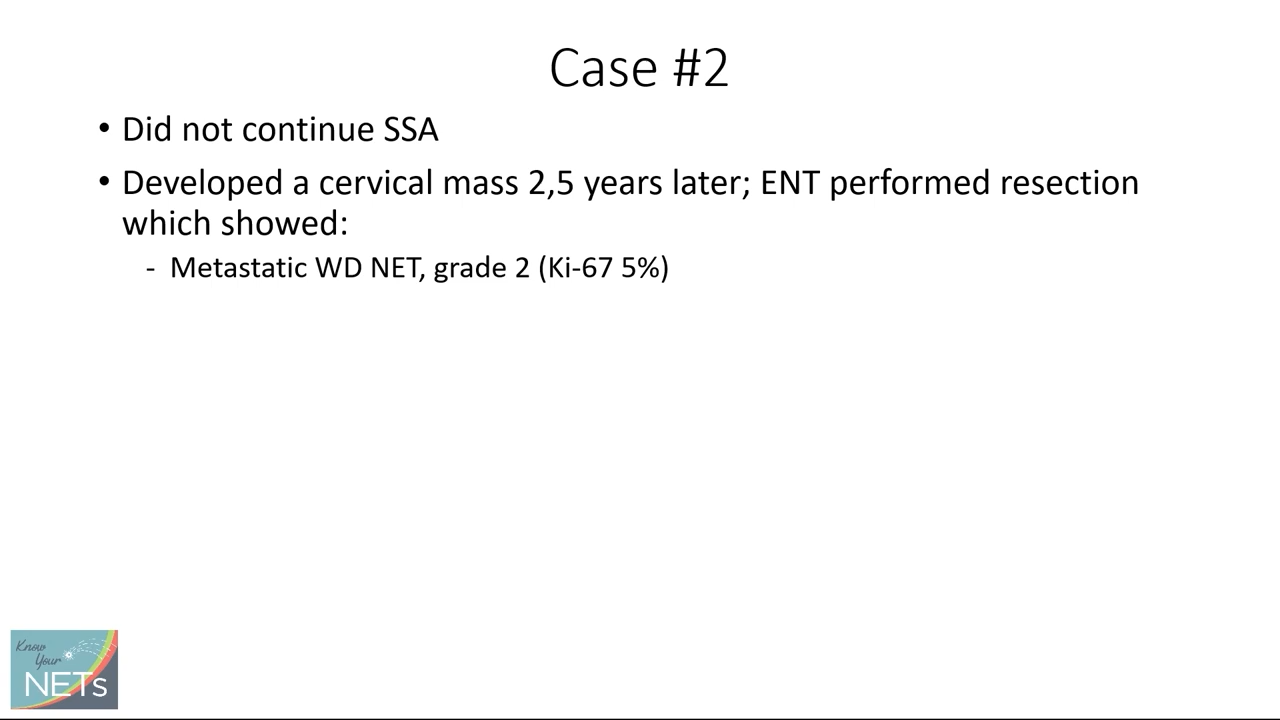 Case #2
• Did not continue SSA
• Developed a cervical mass 2,5 years later; ENT performed resection
which showed:
- Metastatic WD NET, grade 2 (Ki-67 5%)
Know
Your
NETs